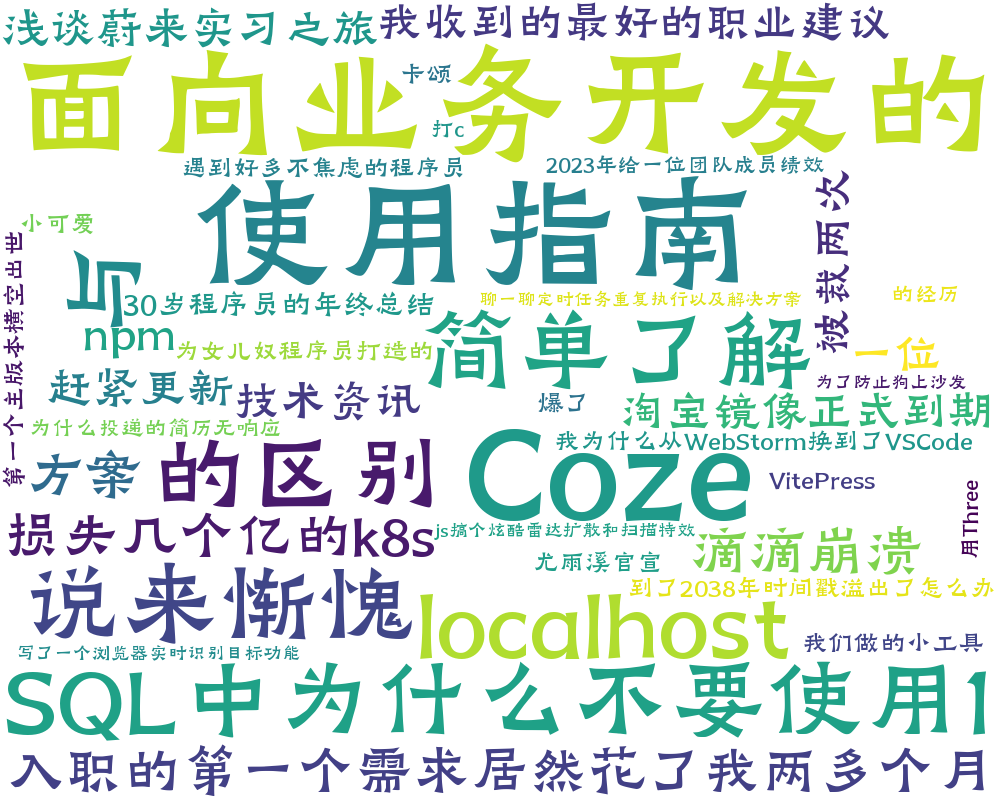 浅谈蔚来实习之旅
我收到的最好的职业建议
面向业务开发的
卡颂
打c
遇到好多不焦虑的程序员
2023年给一位团队成员绩效
使用指南
被裁两次
小可爱
与
第一个主版本横空出世
30岁程序员的年终总结
聊一聊定时任务重复执行以及解决方案
的经历
npm
简单了解
为女儿奴程序员打造的
一位
赶紧更新
技术资讯
为了防止狗上沙发
爆了
淘宝镜像正式到期
为什么投递的简历无响应
我为什么从WebStorm换到了VSCode
方案
的区别
Coze
VitePress
用Three
损失几个亿的k8s
js搞个炫酷雷达扩散和扫描特效
滴滴崩溃
尤雨溪官宣
说来惭愧
到了2038年时间戳溢出了怎么办
localhost
我们做的小工具
写了一个浏览器实时识别目标功能
SQL中为什么不要使用1
入职的第一个需求居然花了我两多个月